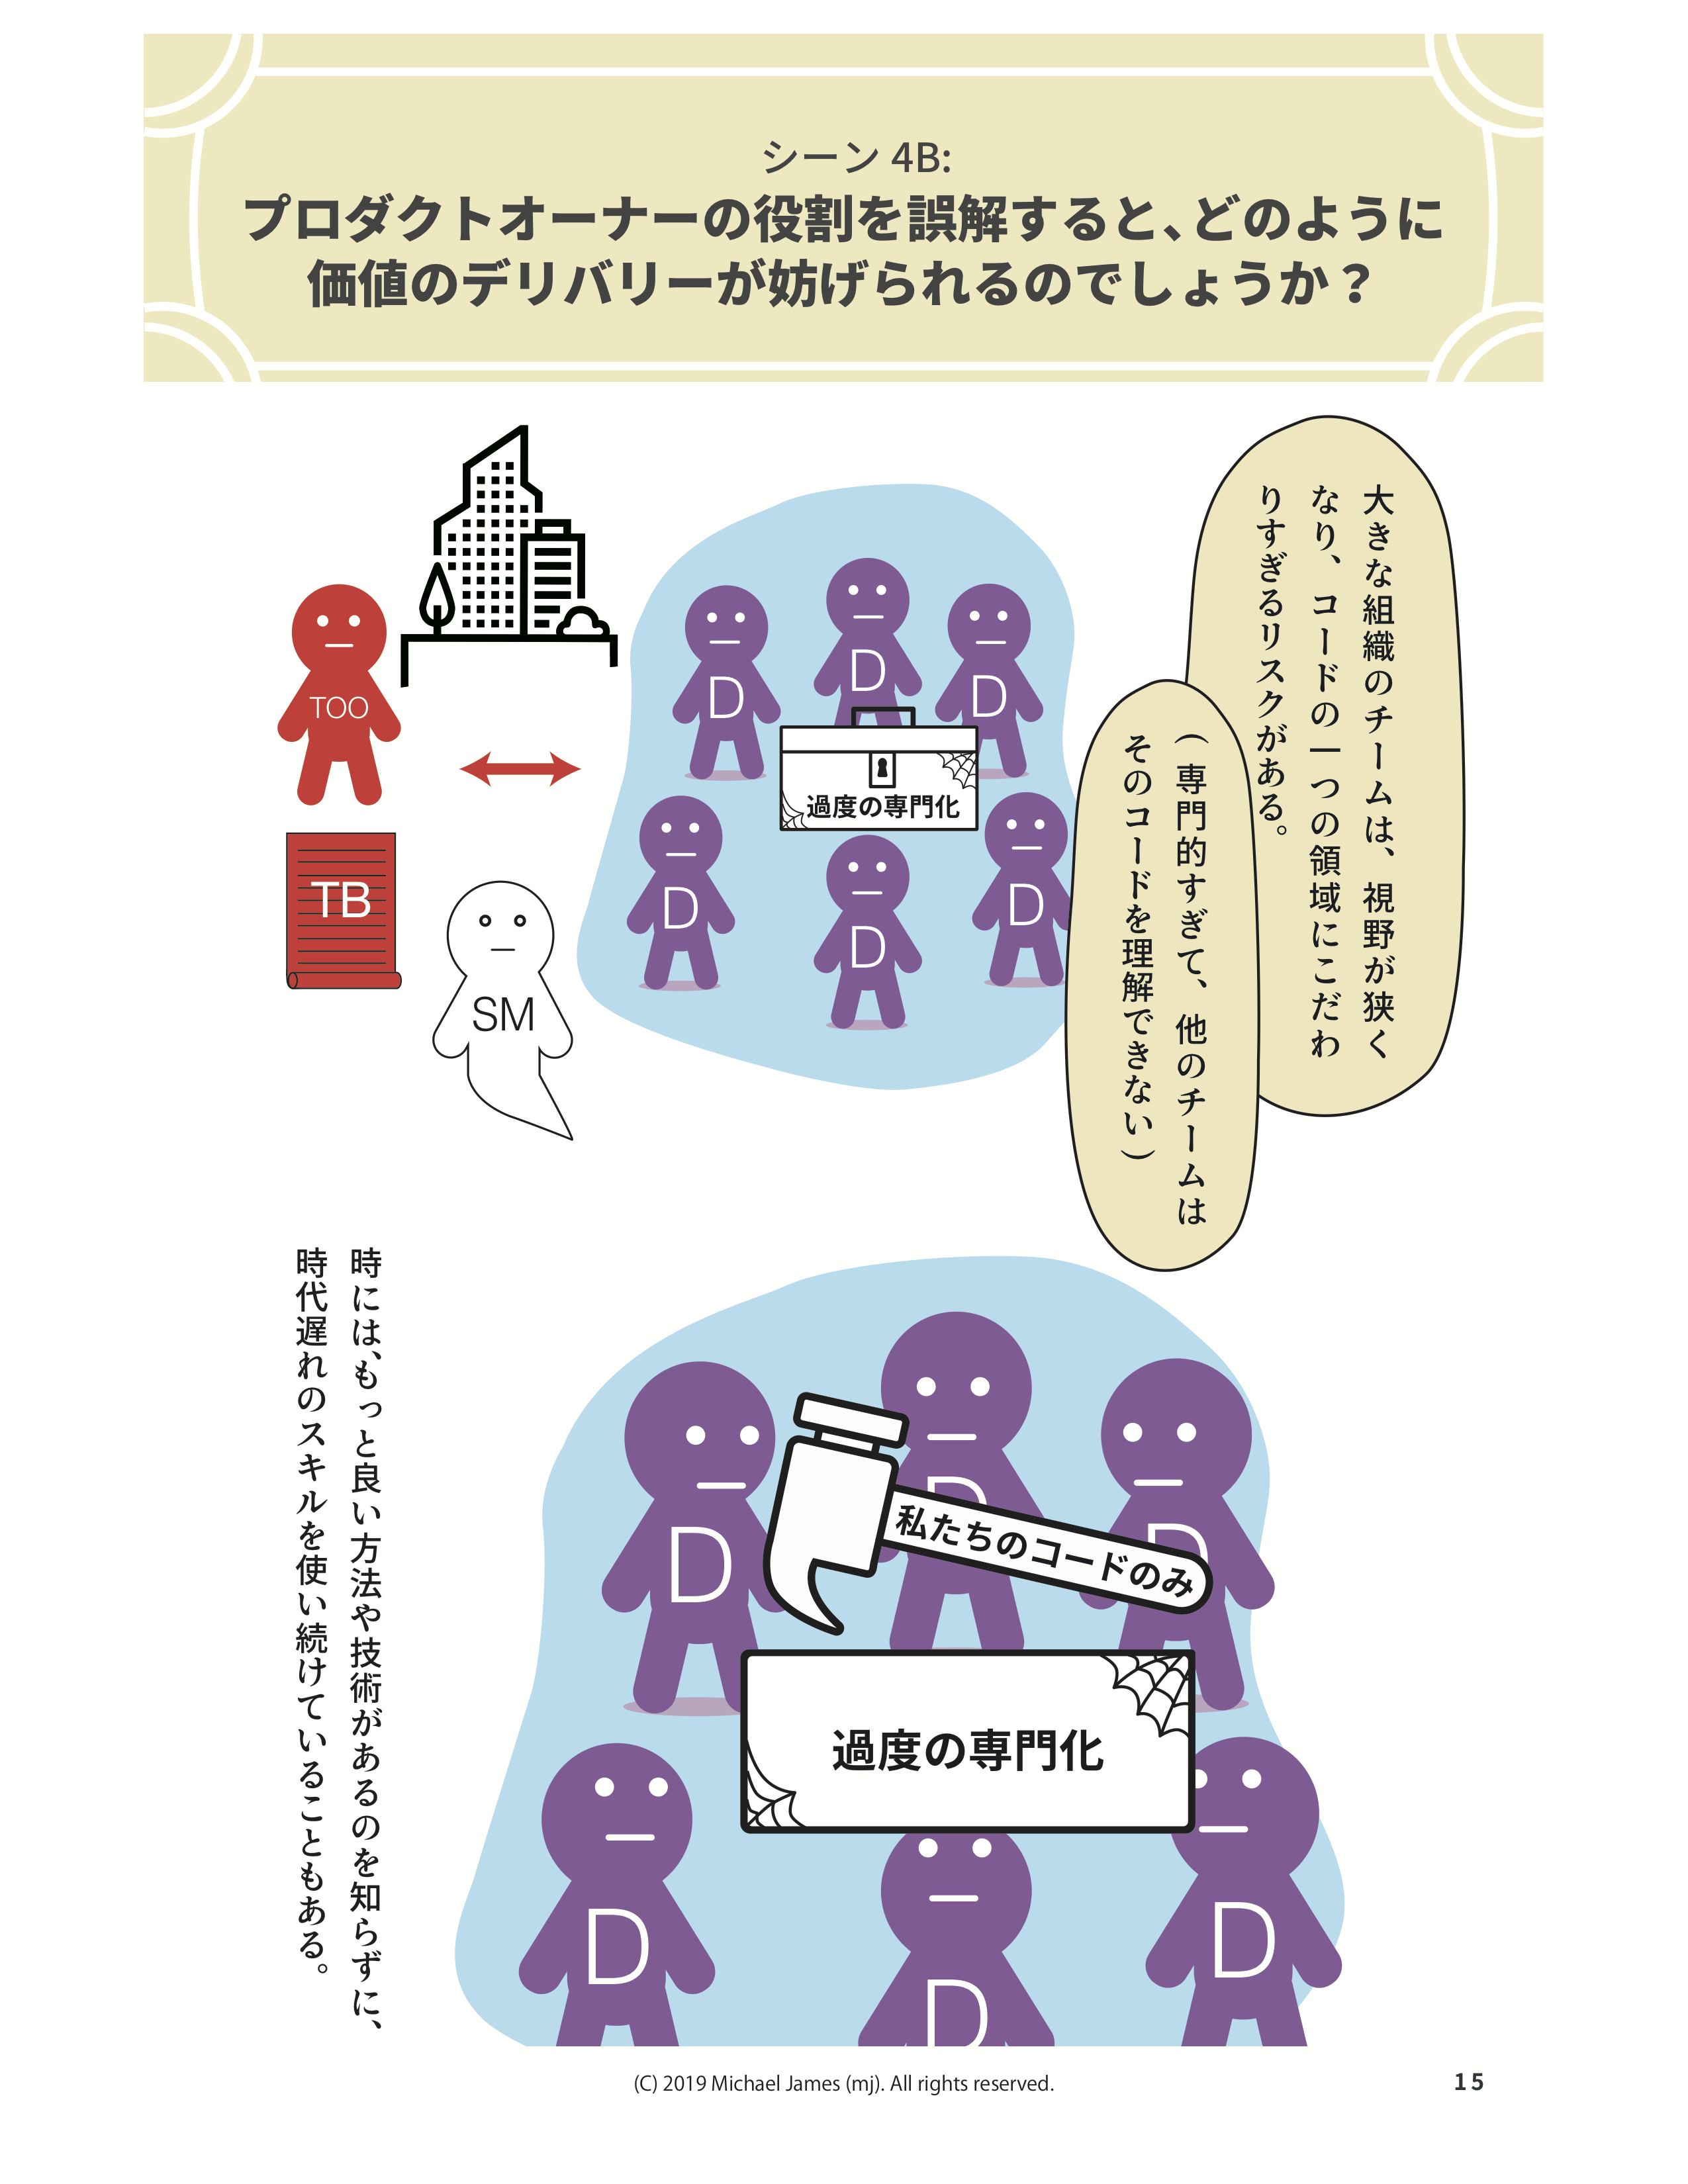 シーン 4B:
プロダクトオーナーの役割を誤解すると、どのように
価値のデリバリーが妨げられるのでしょうか？
大きな組織のチームは、視野が狭く
なり、コードの一つの領域にこだわ
りすぎるリスクがある。
（専門的すぎて、他のチームは
そのコードを理解できない）
TOO
TB
SM
D
D
D
過度の専門化
D
D
D
時には、もっと良い方法や技術があるのを知らずに、
時代遅れのスキルを使い続けていることもある。
D
D
D
私たちのコードのみ
過度の専門化
D
D
D
(C) 2019 Michael James (mj). All rights reserved.
15